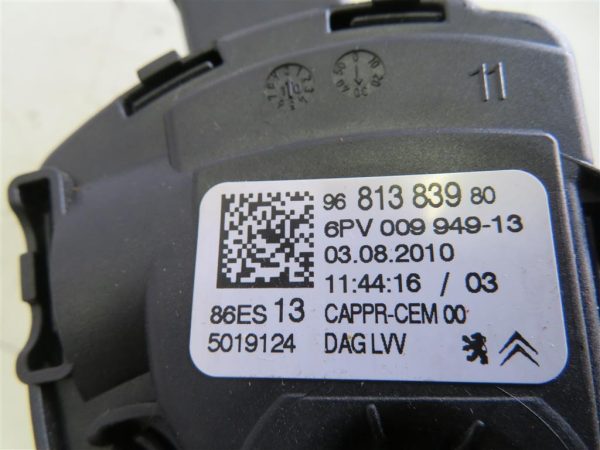 11
96 813 839 80
6PV 009 949-13
03.08.2010
11:44:16 / 03
86ES 13 CAPPR-CEM 00
5019124 DAG LVV